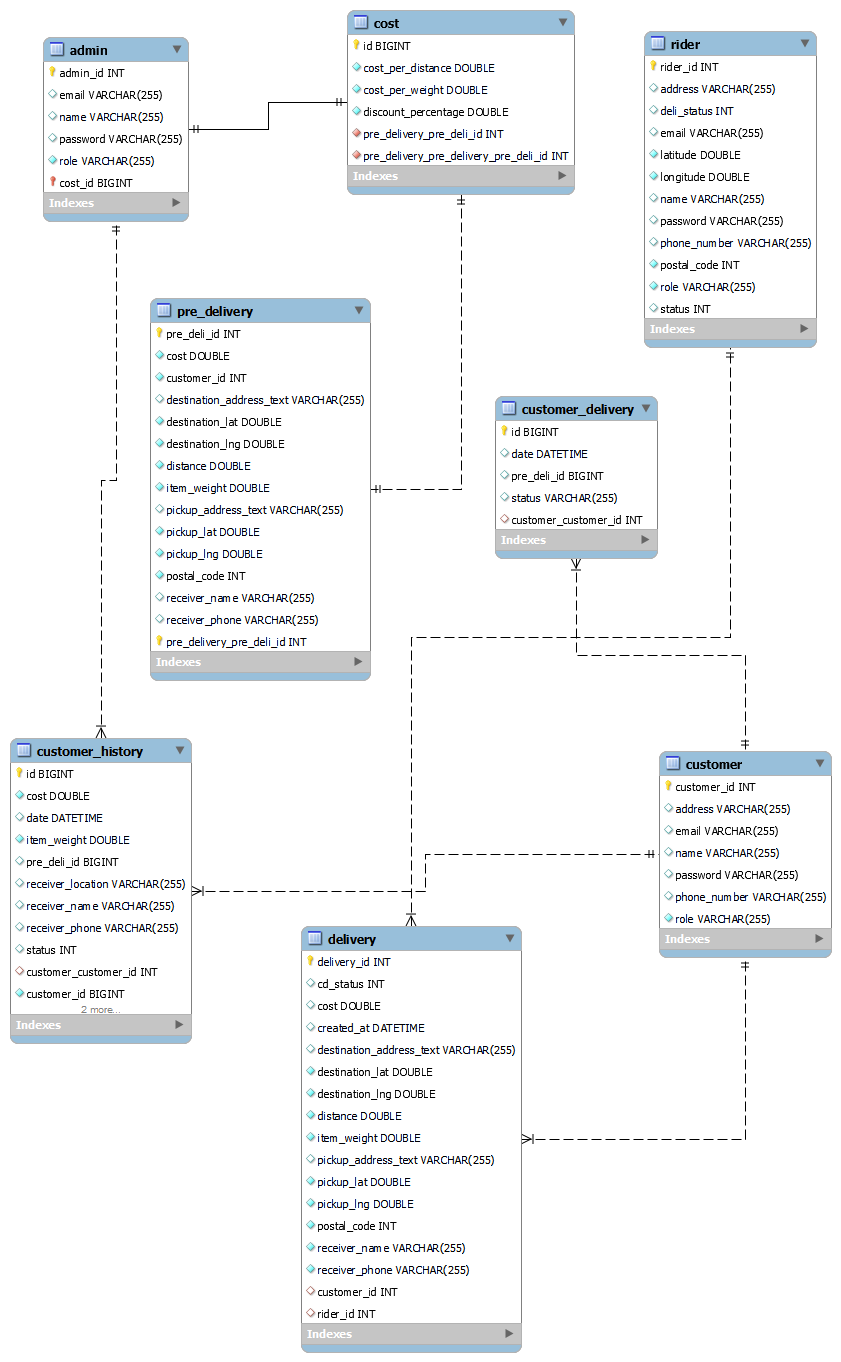 admin
admin_id INT
email VARCHAR(255)
name VARCHAR(255)
password VARCHAR(255)
role VARCHAR(255)
cost_id BIGINT
Indexes
cost
id BIGINT
cost_per_distance DOUBLE
cost_per_weight DOUBLE
discount_percentage DOUBLE
pre_delivery_pre_deli_id INT
pre_delivery_pre_delivery_pre_deli_id INT
Indexes
rider
rider_id INT
address VARCHAR(255)
deli_status INT
email VARCHAR(255)
latitude DOUBLE
longitude DOUBLE
name VARCHAR(255)
password VARCHAR(255)
phone_number VARCHAR(255)
postal_code INT
role VARCHAR(255)
status INT
Indexes
pre_delivery
pre_deli_id INT
cost DOUBLE
customer_id INT
destination_address_text VARCHAR(255)
destination_lat DOUBLE
destination_lng DOUBLE
distance DOUBLE
item_weight DOUBLE
pickup_address_text VARCHAR(255)
pickup_lat DOUBLE
pickup_lng DOUBLE
postal_code INT
receiver_name VARCHAR(255)
receiver_phone VARCHAR(255)
pre_delivery_pre_deli_id INT
Indexes
customer_delivery
id BIGINT
date DATETIME
pre_deli_id BIGINT
status VARCHAR(255)
customer_customer_id INT
Indexes
customer_history
id BIGINT
cost DOUBLE
date DATETIME
item_weight DOUBLE
pre_deli_id BIGINT
receiver_location VARCHAR(255)
receiver_name VARCHAR(255)
receiver_phone VARCHAR(255)
status INT
customer_customer_id INT
customer_id BIGINT
2 more...
Indexes
customer
customer_id INT
address VARCHAR(255)
email VARCHAR(255)
name VARCHAR(255)
password VARCHAR(255)
phone_number VARCHAR(255)
role VARCHAR(255)
Indexes
delivery
delivery_id INT
cd_status INT
cost DOUBLE
created_at DATETIME
destination_address_text VARCHAR(255)
destination_lat DOUBLE
destination_lng DOUBLE
distance DOUBLE
item_weight DOUBLE
pickup_address_text VARCHAR(255)
pickup_lat DOUBLE
pickup_lng DOUBLE
postal_code INT
receiver_name VARCHAR(255)
receiver_phone VARCHAR(255)
customer_id INT
rider_id INT
Indexes